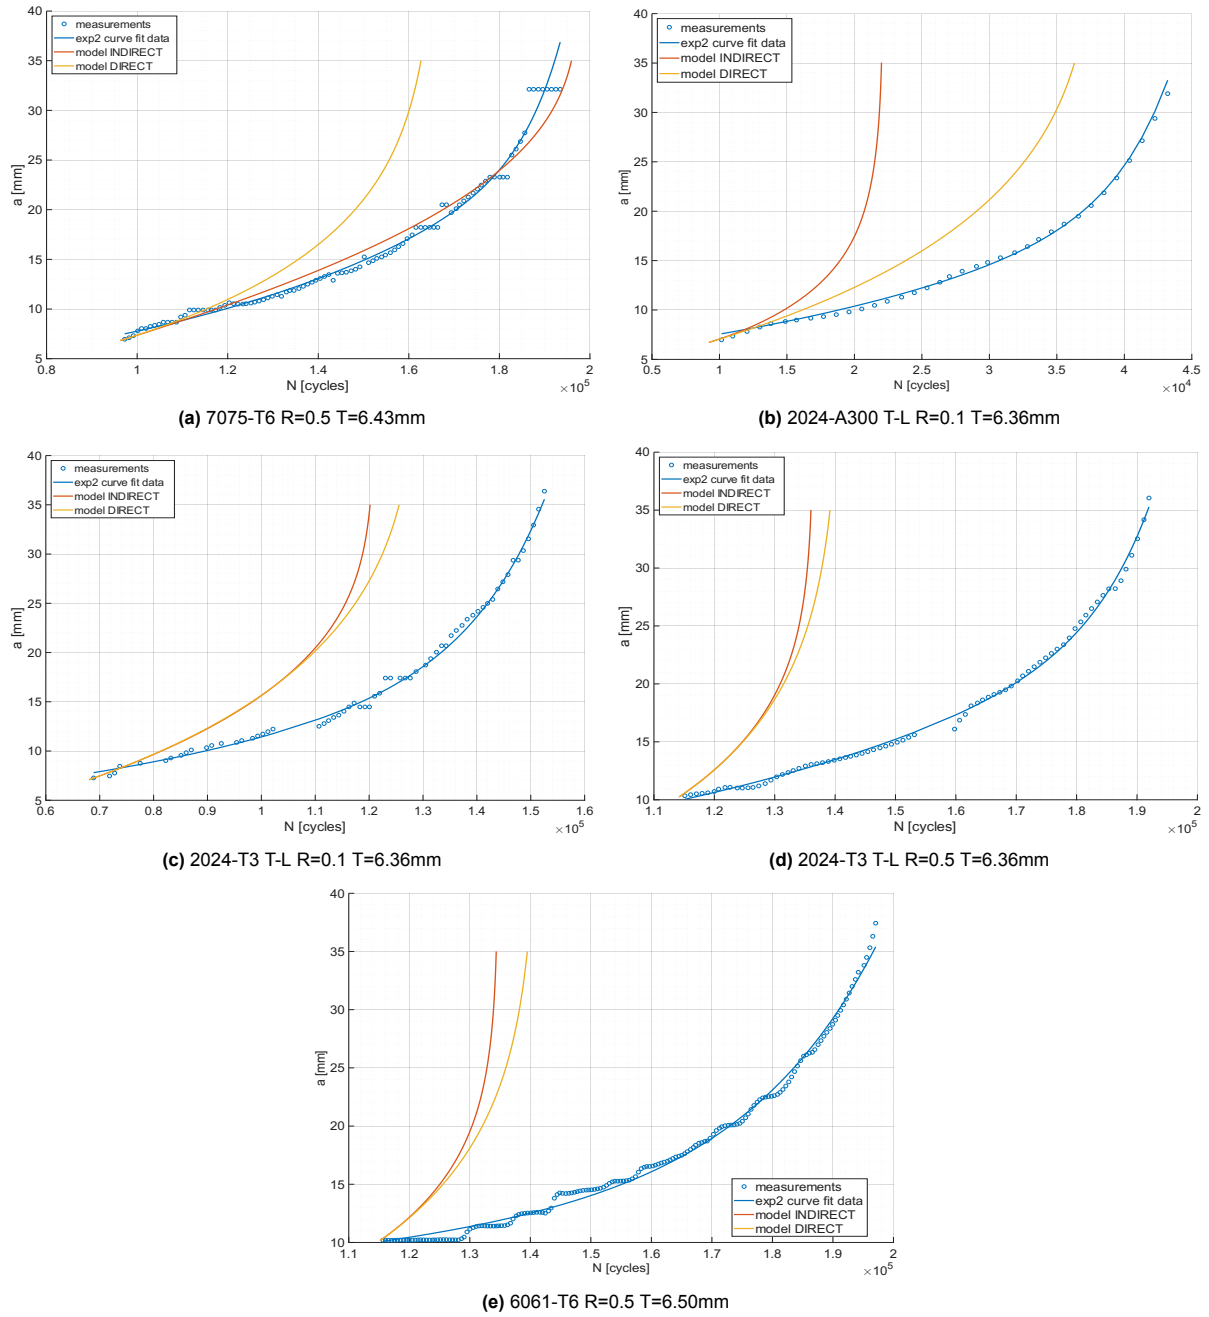 40
35
30
25
20
15
10
5
a [mm]
measurements
exp2 curve fit data
model INDIRECT
model DIRECT
0.8 1 1.2 1.4 1.6 1.8 2
N [cycles]
×10⁵
(a) 7075-T6 R=0.5 T=6.43mm
40
35
30
25
20
15
10
5
a [mm]
measurements
exp2 curve fit data
model INDIRECT
model DIRECT
0.5 1 1.5 2 2.5 3 3.5 4 4.5
N [cycles]
×10⁴
(b) 2024-A300 T-L R=0.1 T=6.36mm
40
35
30
25
20
15
10
5
a [mm]
measurements
exp2 curve fit data
model INDIRECT
model DIRECT
0.6 0.7 0.8 0.9 1 1.1 1.2 1.3 1.4 1.5 1.6
N [cycles]
×10⁵
(c) 2024-T3 T-L R=0.1 T=6.36mm
40
35
30
25
20
15
10
a [mm]
measurements
exp2 curve fit data
model INDIRECT
model DIRECT
1.1 1.2 1.3 1.4 1.5 1.6 1.7 1.8 1.9 2
N [cycles]
×10⁵
(d) 2024-T3 T-L R=0.5 T=6.36mm
40
35
30
25
20
15
10
a [mm]
measurements
exp2 curve fit data
model INDIRECT
model DIRECT
1.1 1.2 1.3 1.4 1.5 1.6 1.7 1.8 1.9 2
N [cycles]
×10⁵
(e) 6061-T6 R=0.5 T=6.50mm